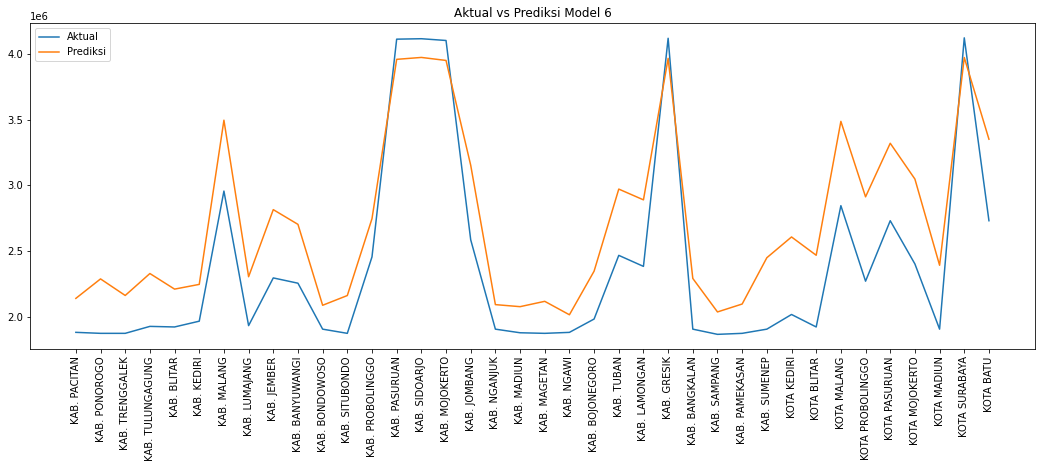 Aktual vs Prediksi Model 6
1e6
Aktual
Prediksi
4.0
3.5
3.0
2.5
2.0
KAB. PACITAN
KAB. PONOROGO
KAB. TRENGGALEK
KAB. TULUNGAGUNG
KAB. BLITAR
KAB. KEDIRI
KAB. MALANG
KAB. LUMAJANG
KAB. JEMBER
KAB. BANYUWANGI
KAB. BONDOWOSO
KAB. SITUBONDO
KAB. PROBOLINGGO
KAB. PASURUAN
KAB. SIDOARJO
KAB. MOJOKERTO
KAB. JOMBANG
KAB. NGANJUK
KAB. MADIUN
KAB. MAGETAN
KAB. NGAWI
KAB. BOJONEGORO
KAB. TUBAN
KAB. LAMONGAN
KAB. GRESIK
KAB. BANGKALAN
KAB. SAMPANG
KAB. PAMEKASAN
KAB. SUMENEP
KOTA KEDIRI
KOTA BLITAR
KOTA MALANG
KOTA PROBOLINGGO
KOTA PASURUAN
KOTA MOJOKERTO
KOTA MADIUN
KOTA SURABAYA
KOTA BATU